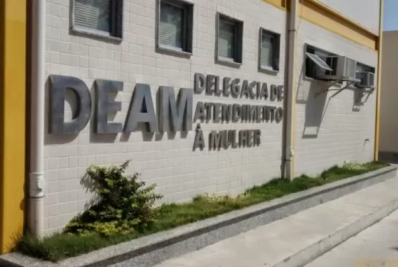 DEAM
DELEGACIA DE
ATENDIMENTO
À MULHER